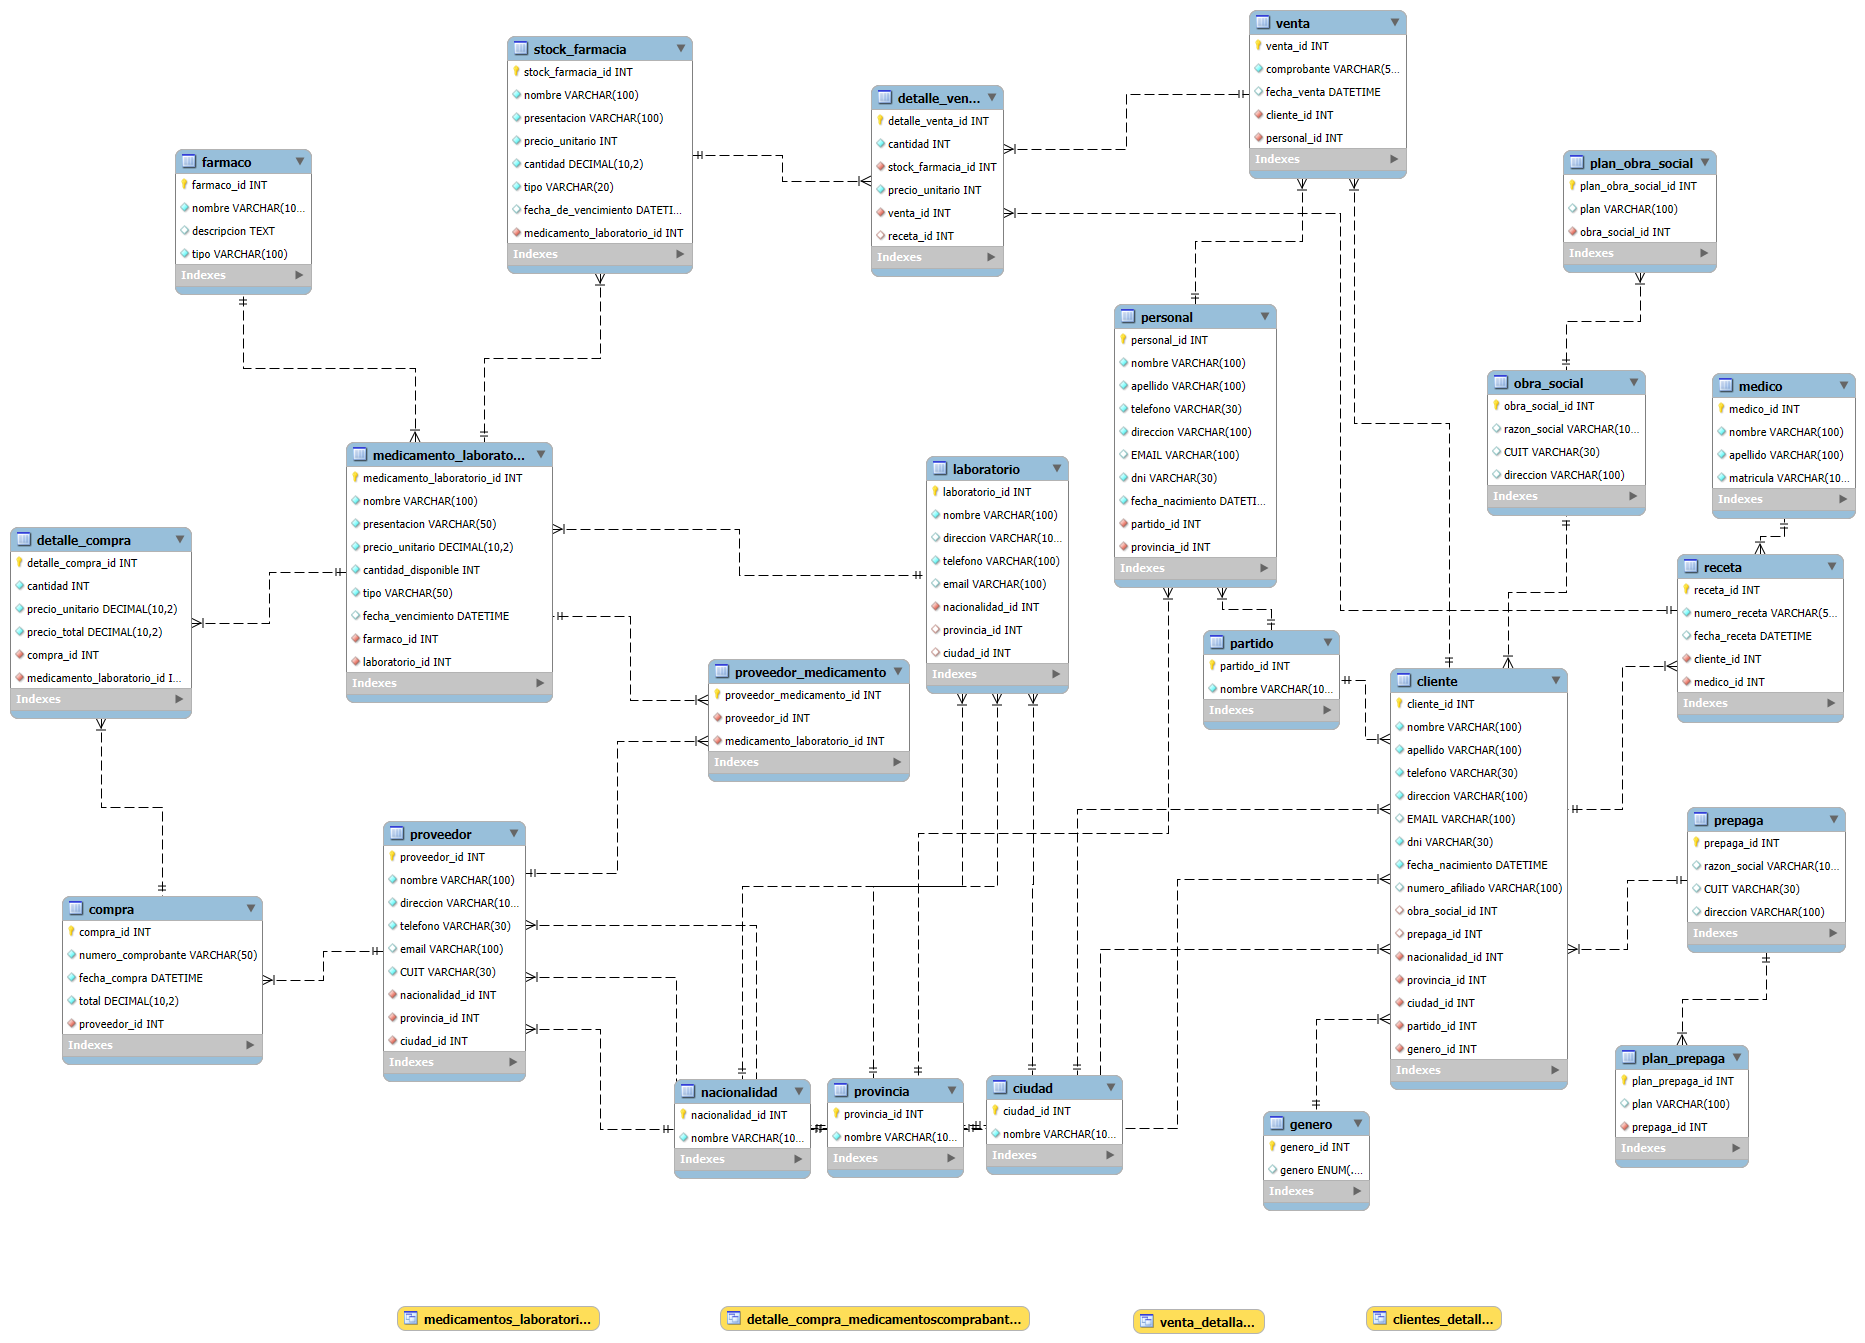 venta
venta_id INT
comprobante VARCHAR(5...
fecha_venta DATETIME
cliente_id INT
personal_id INT
Indexes
stock_farmacia
stock_farmacia_id INT
nombre VARCHAR(100)
presentacion VARCHAR(100)
precio_unitario INT
cantidad DECIMAL(10,2)
tipo VARCHAR(20)
fecha_de_vencimiento DATETI...
medicamento_laboratorio_id INT
Indexes
detalle_ven...
detalle_venta_id INT
cantidad INT
stock_farmacia_id INT
precio_unitario INT
venta_id INT
receta_id INT
Indexes
farmaco
farmaco_id INT
nombre VARCHAR(10...
descripcion TEXT
tipo VARCHAR(100)
Indexes
plan_obra_social
plan_obra_social_id INT
plan VARCHAR(100)
obra_social_id INT
Indexes
personal
personal_id INT
nombre VARCHAR(100)
apellido VARCHAR(100)
telefono VARCHAR(30)
direccion VARCHAR(100)
EMAIL VARCHAR(100)
dni VARCHAR(30)
fecha_nacimiento DATETI...
partido_id INT
provincia_id INT
Indexes
obra_social
obra_social_id INT
razon_social VARCHAR(10...
CUIT VARCHAR(30)
direccion VARCHAR(100)
Indexes
medico
medico_id INT
nombre VARCHAR(100)
apellido VARCHAR(100)
matricula VARCHAR(10...
Indexes
medicamento_laborato...
medicamento_laboratorio_id INT
nombre VARCHAR(100)
presentacion VARCHAR(50)
precio_unitario DECIMAL(10,2)
cantidad_disponible INT
tipo VARCHAR(50)
fecha_vencimiento DATETIME
farmaco_id INT
laboratorio_id INT
Indexes
laboratorio
laboratorio_id INT
nombre VARCHAR(100)
direccion VARCHAR(10...
telefono VARCHAR(100)
email VARCHAR(100)
nacionalidad_id INT
provincia_id INT
ciudad_id INT
Indexes
detalle_compra
detalle_compra_id INT
cantidad INT
precio_unitario DECIMAL(10,2)
precio_total DECIMAL(10,2)
compra_id INT
medicamento_laboratorio_id I...
Indexes
receta
receta_id INT
numero_receta VARCHAR(5...
fecha_receta DATETIME
cliente_id INT
medico_id INT
Indexes
partido
partido_id INT
nombre VARCHAR(10...
Indexes
proveedor_medicamento
proveedor_medicamento_id INT
proveedor_id INT
medicamento_laboratorio_id INT
Indexes
cliente
cliente_id INT
nombre VARCHAR(100)
apellido VARCHAR(100)
telefono VARCHAR(30)
direccion VARCHAR(100)
EMAIL VARCHAR(100)
dni VARCHAR(30)
fecha_nacimiento DATETIME
numero_afiliado VARCHAR(100)
obra_social_id INT
prepaga_id INT
nacionalidad_id INT
provincia_id INT
ciudad_id INT
partido_id INT
genero_id INT
Indexes
prepaga
prepaga_id INT
razon_social VARCHAR(10...
CUIT VARCHAR(30)
direccion VARCHAR(100)
Indexes
proveedor
proveedor_id INT
nombre VARCHAR(100)
direccion VARCHAR(10...
telefono VARCHAR(30)
email VARCHAR(100)
CUIT VARCHAR(30)
nacionalidad_id INT
provincia_id INT
ciudad_id INT
Indexes
compra
compra_id INT
numero_comprobante VARCHAR(50)
fecha_compra DATETIME
total DECIMAL(10,2)
proveedor_id INT
Indexes
nacionalidad
nacionalidad_id INT
nombre VARCHAR(10...
Indexes
provincia
provincia_id INT
nombre VARCHAR(10...
Indexes
ciudad
ciudad_id INT
nombre VARCHAR(10...
Indexes
genero
genero_id INT
genero ENUM(....
Indexes
plan_prepaga
plan_prepaga_id INT
plan VARCHAR(100)
prepaga_id INT
Indexes
medicamentos_laboratori...
detalle_compra_medicamentoscomprabant...
venta_detalla...
clientes_detall...